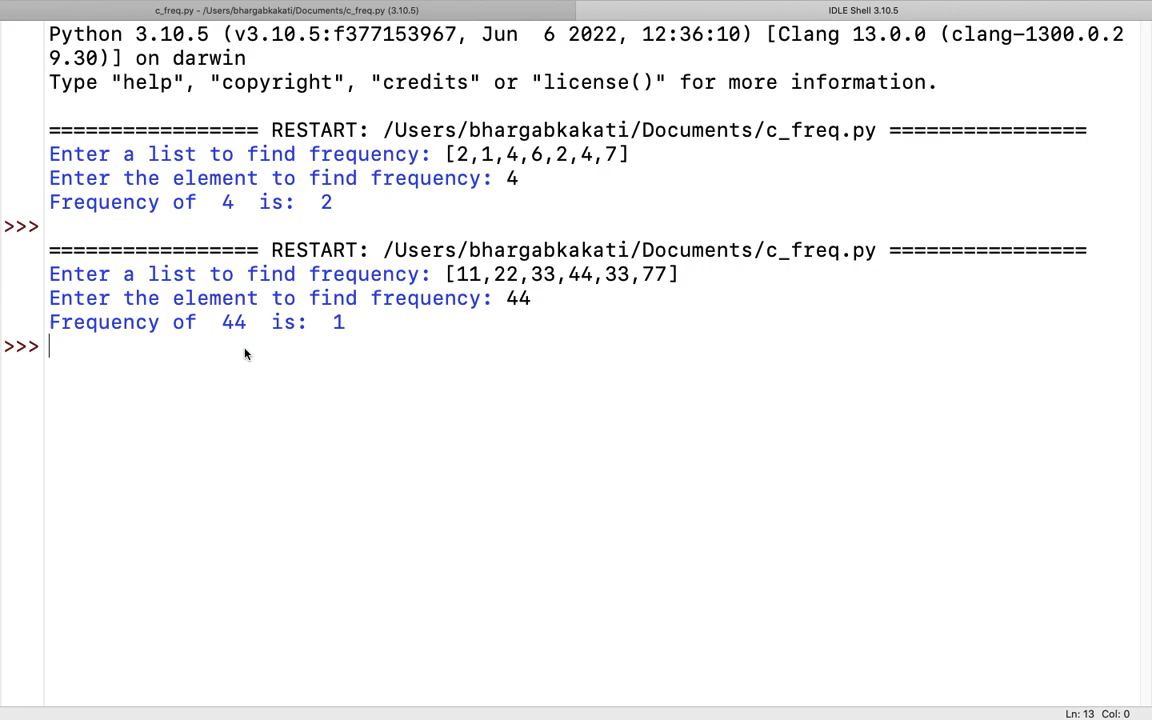 c_freq.py - /Users/bhargabkakati/Documents/c_freq.py (3.10.5)
IDLE Shell 3.10.5
Python 3.10.5 (v3.10.5:f377153967, Jun  6 2022, 12:36:10) [Clang 13.0.0 (clang-1300.0.2
9.30)] on darwin
Type "help", "copyright", "credits" or "license()" for more information.
================= RESTART: /Users/bhargabkakati/Documents/c_freq.py ================
Enter a list to find frequency: [2,1,4,6,2,4,7]
Enter the element to find frequency: 4
Frequency of  4  is:  2
>>>
================= RESTART: /Users/bhargabkakati/Documents/c_freq.py ================
Enter a list to find frequency: [11,22,33,44,33,77]
Enter the element to find frequency: 44
Frequency of  44  is:  1
>>>
Ln: 13  Col: 0